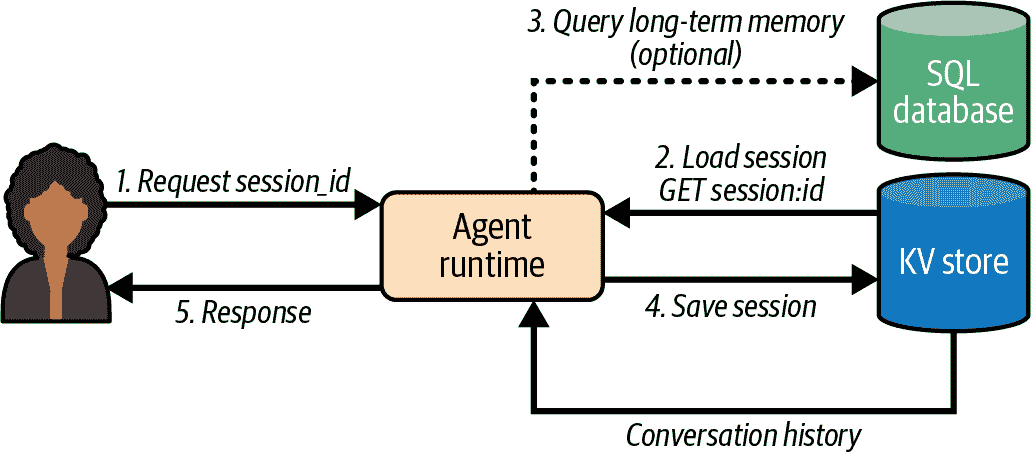 3. Query long-term memory
(optional)
SQL
database
1. Request session_id
2. Load session
GET session:id
Agent
runtime
KV store
5. Response
4. Save session
Conversation history